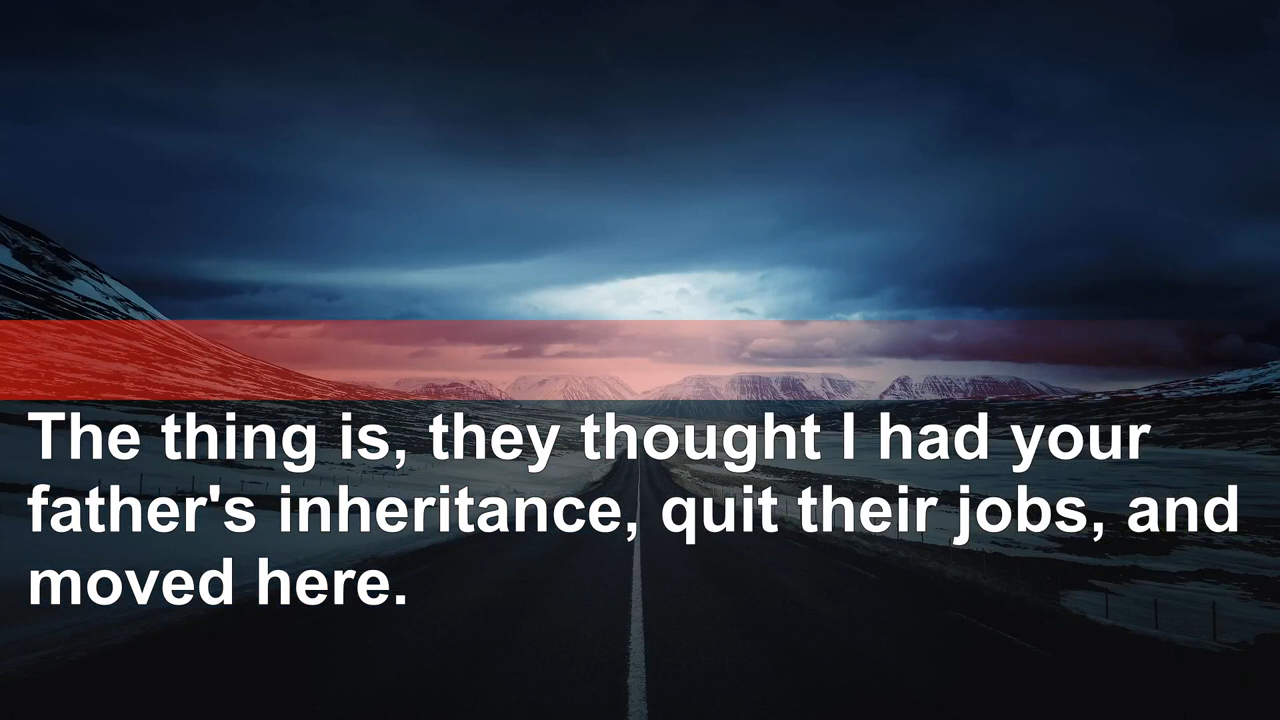 The thing is, they thought I had your
father's inheritance, quit their jobs, and
moved here.